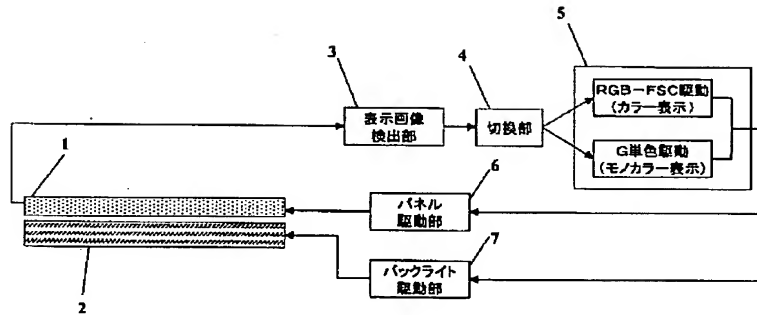 5
3
4
RGB-FSC駆動
(カラー表示)
表示画像
検出部
切換部
G単色駆動
(モノカラー表示)
1
6
パネル
駆動部
7
バックライト
駆動部
2